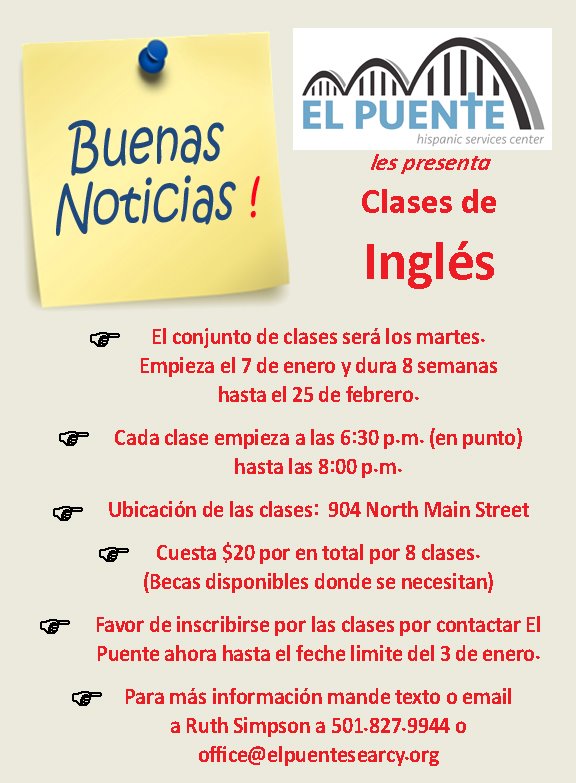 Buenas
Noticias !
EL PUENTE
hispanic services center
les presenta
Clases de
Inglés
El conjunto de clases será los martes.
Empieza el 7 de enero y dura 8 semanas
hasta el 25 de febrero.
Cada clase empieza a las 6:30 p.m. (en punto)
hasta las 8:00 p.m.
Ubicación de las clases: 904 North Main Street
Cuesta $20 por en total por 8 clases.
(Becas disponibles donde se necesitan)
Favor de inscribirse por las clases por contactar El
Puente ahora hasta el feche limite del 3 de enero.
Para más información mande texto o email
a Ruth Simpson a 501.827.9944 o
office@elpuentesearcy.org